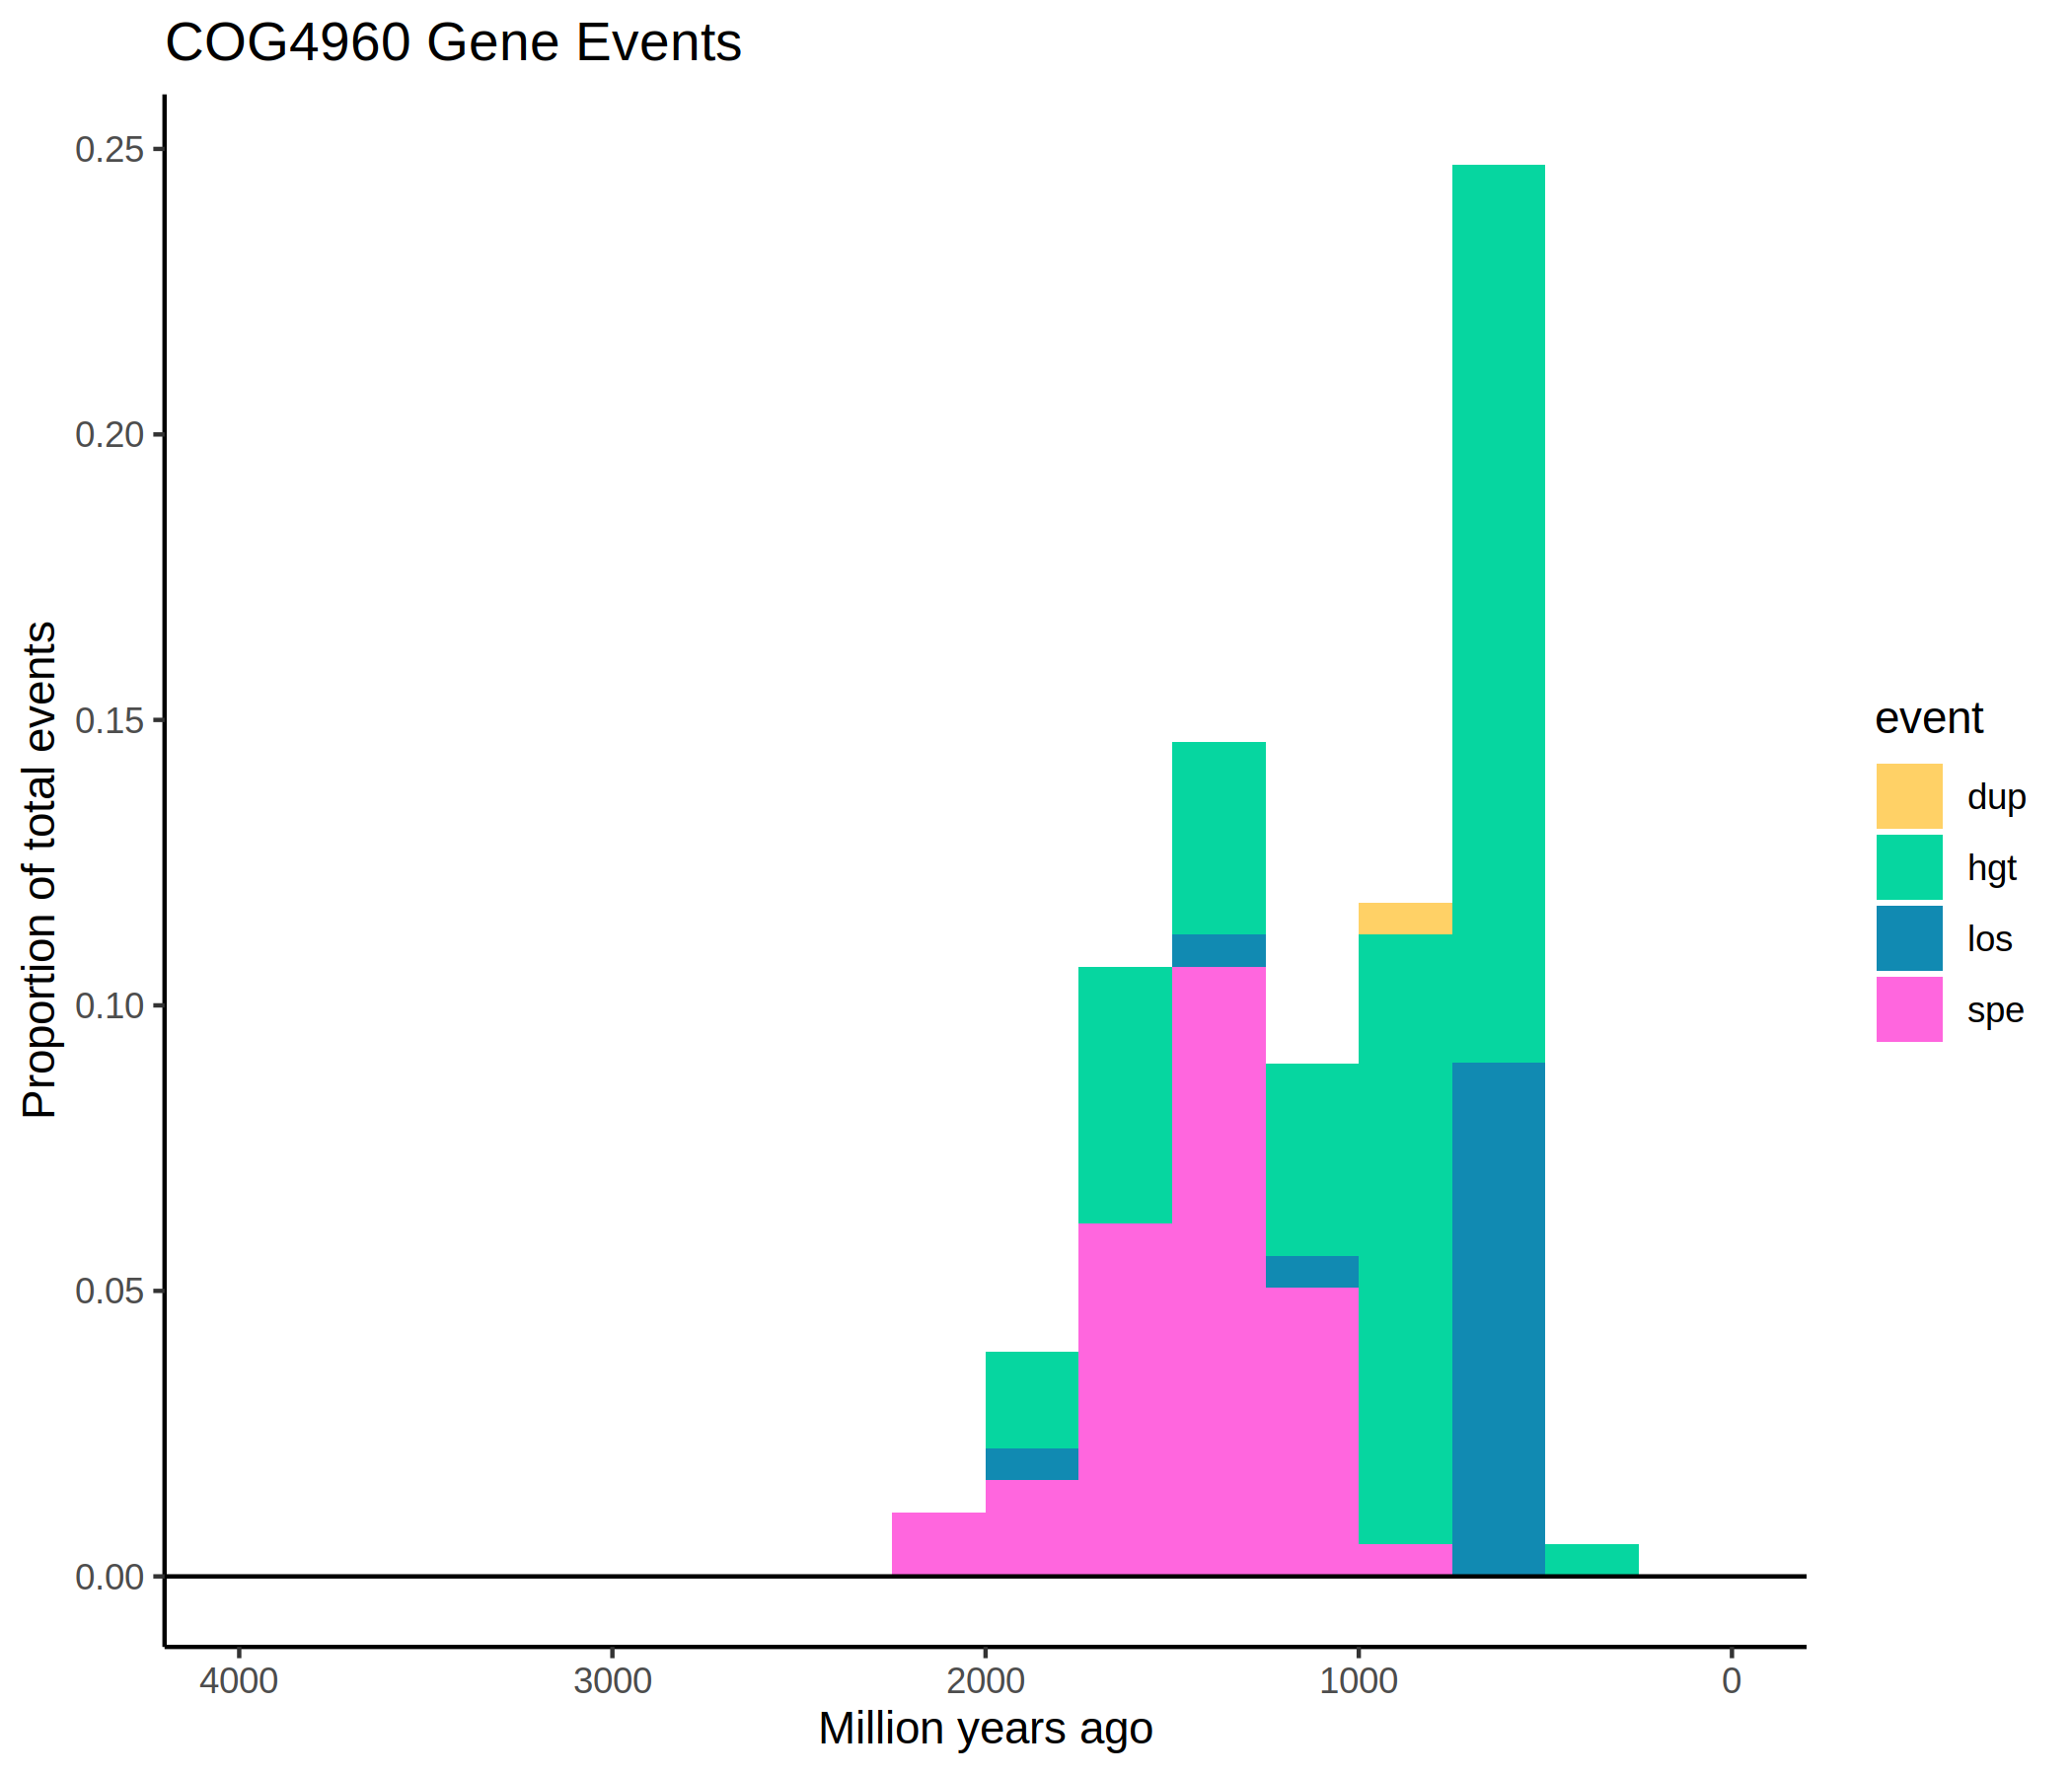 COG4960 Gene Events
Proportion of total events
0.25
0.20
0.15
0.10
0.05
0.00
4000 3000 2000 1000 0
Million years ago
event
dup
hgt
los
spe